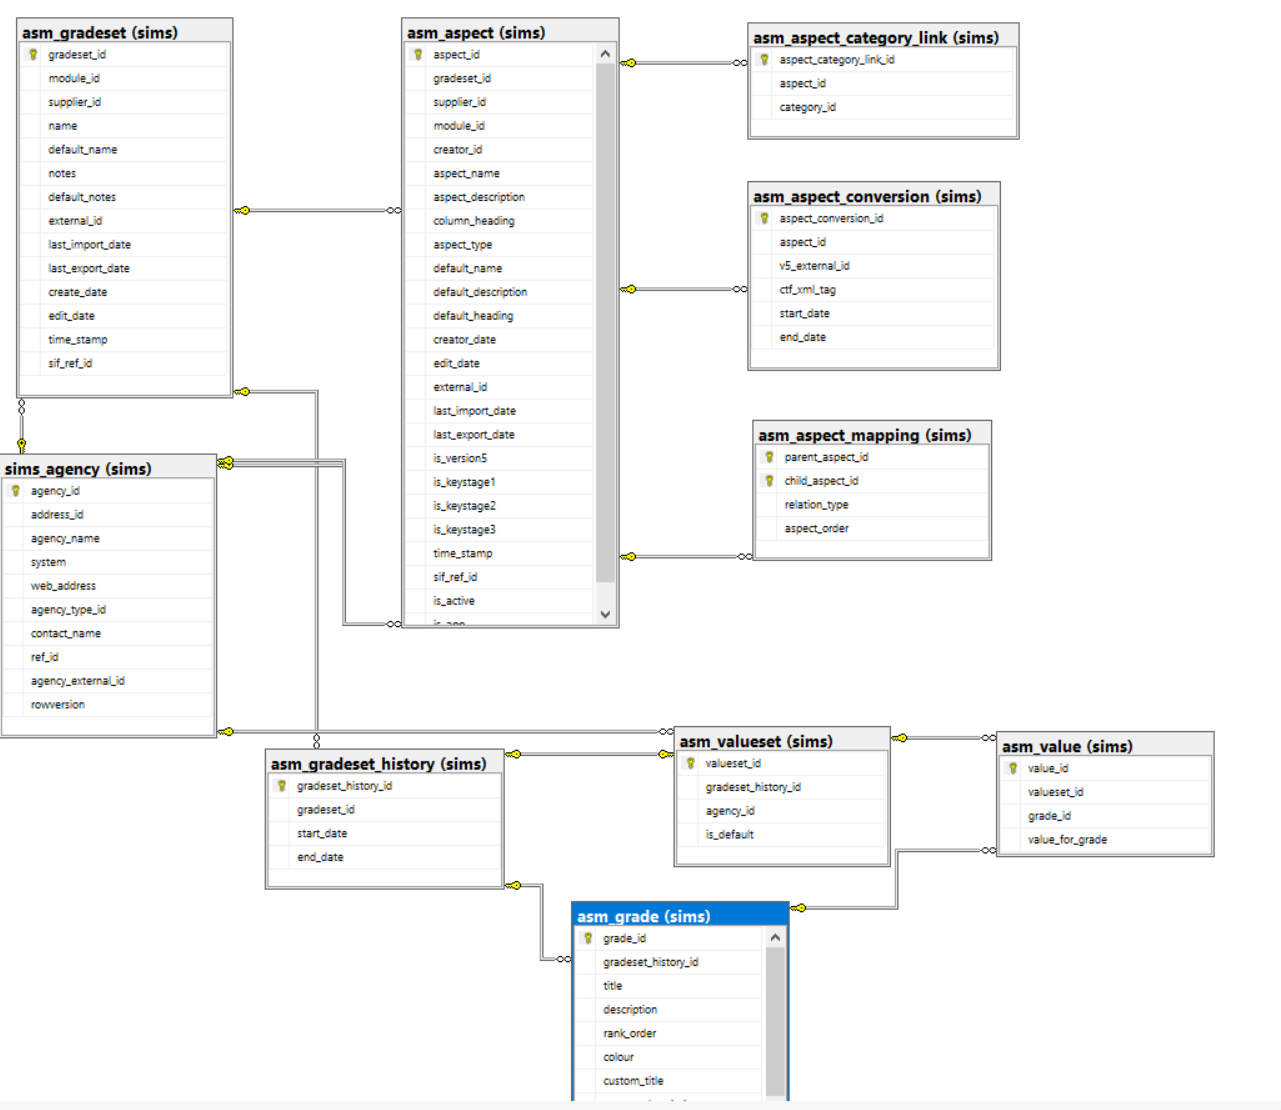 asm_gradeset (sims)
gradeset_id
module_id
supplier_id
name
default_name
notes
default_notes
external_id
last_import_date
last_export_date
create_date
edit_date
time_stamp
sif_ref_id
asm_aspect (sims)
aspect_id
gradeset_id
supplier_id
module_id
creator_id
aspect_name
aspect_description
column_heading
aspect_type
default_name
default_description
default_heading
creator_date
edit_date
external_id
last_import_date
last_export_date
is_version5
is_keystage1
is_keystage2
is_keystage3
time_stamp
sif_ref_id
is_active
asm_aspect_category_link (sims)
aspect_category_link_id
aspect_id
category_id
asm_aspect_conversion (sims)
aspect_conversion_id
aspect_id
v5_external_id
ctf_xml_tag
start_date
end_date
asm_aspect_mapping (sims)
parent_aspect_id
child_aspect_id
relation_type
aspect_order
sims_agency (sims)
agency_id
address_id
agency_name
system
web_address
agency_type_id
contact_name
ref_id
agency_external_id
rowversion
asm_gradeset_history (sims)
gradeset_history_id
gradeset_id
start_date
end_date
asm_valueset (sims)
valueset_id
gradeset_history_id
agency_id
is_default
asm_value (sims)
value_id
valueset_id
grade_id
value_for_grade
asm_grade (sims)
grade_id
gradeset_history_id
title
description
rank_order
colour
custom_title